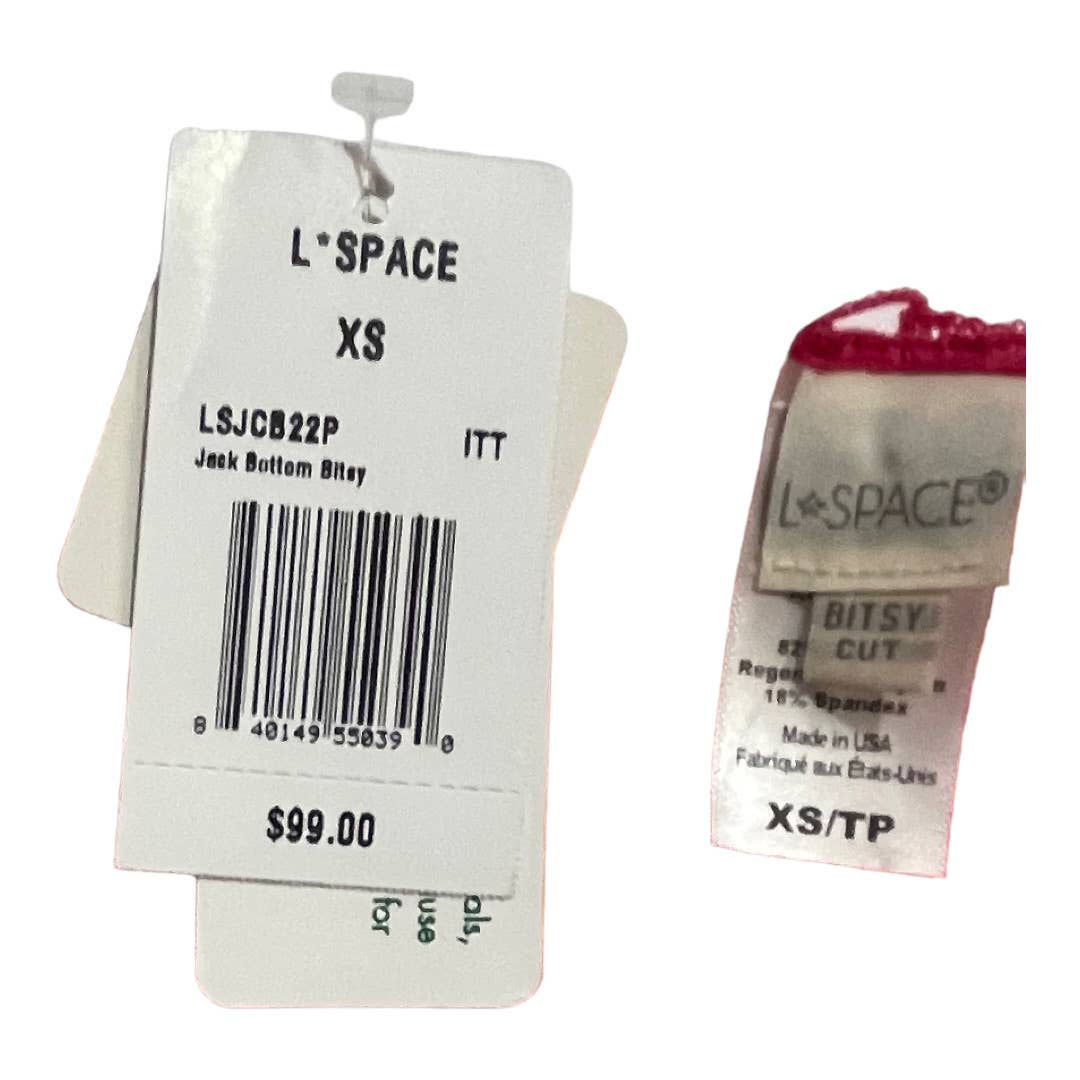 L*SPACE
XS
LSJCB22P ITT
Jack Bottom Bitsy
8 40149 55039 0
$99.00
als,
use
for
L*SPACE®
BITSY
CUT
82
Regen
18% Spandex
Made in USA
Fabriqué aux États-Unis
XS/TP